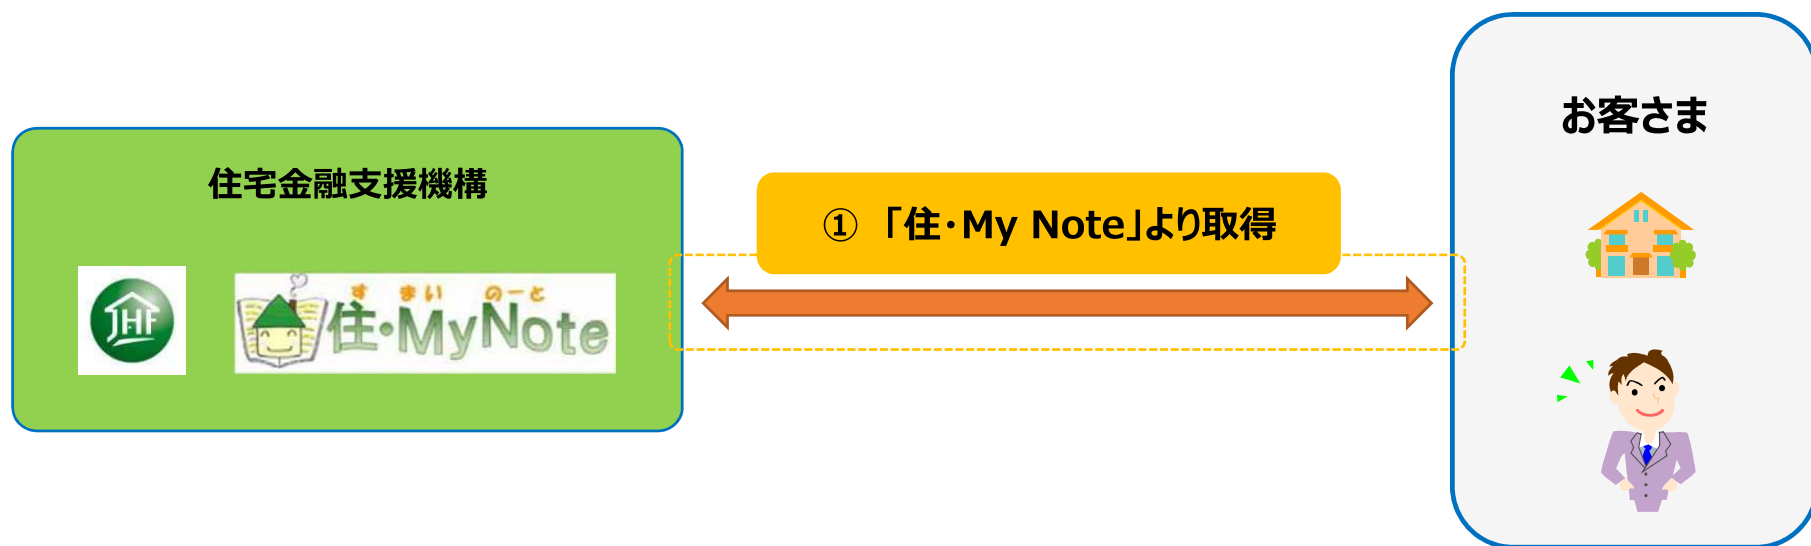 お客さま
住宅金融支援機構
① 「住・My Note」より取得
JHF
すまいのーと
住・MyNote